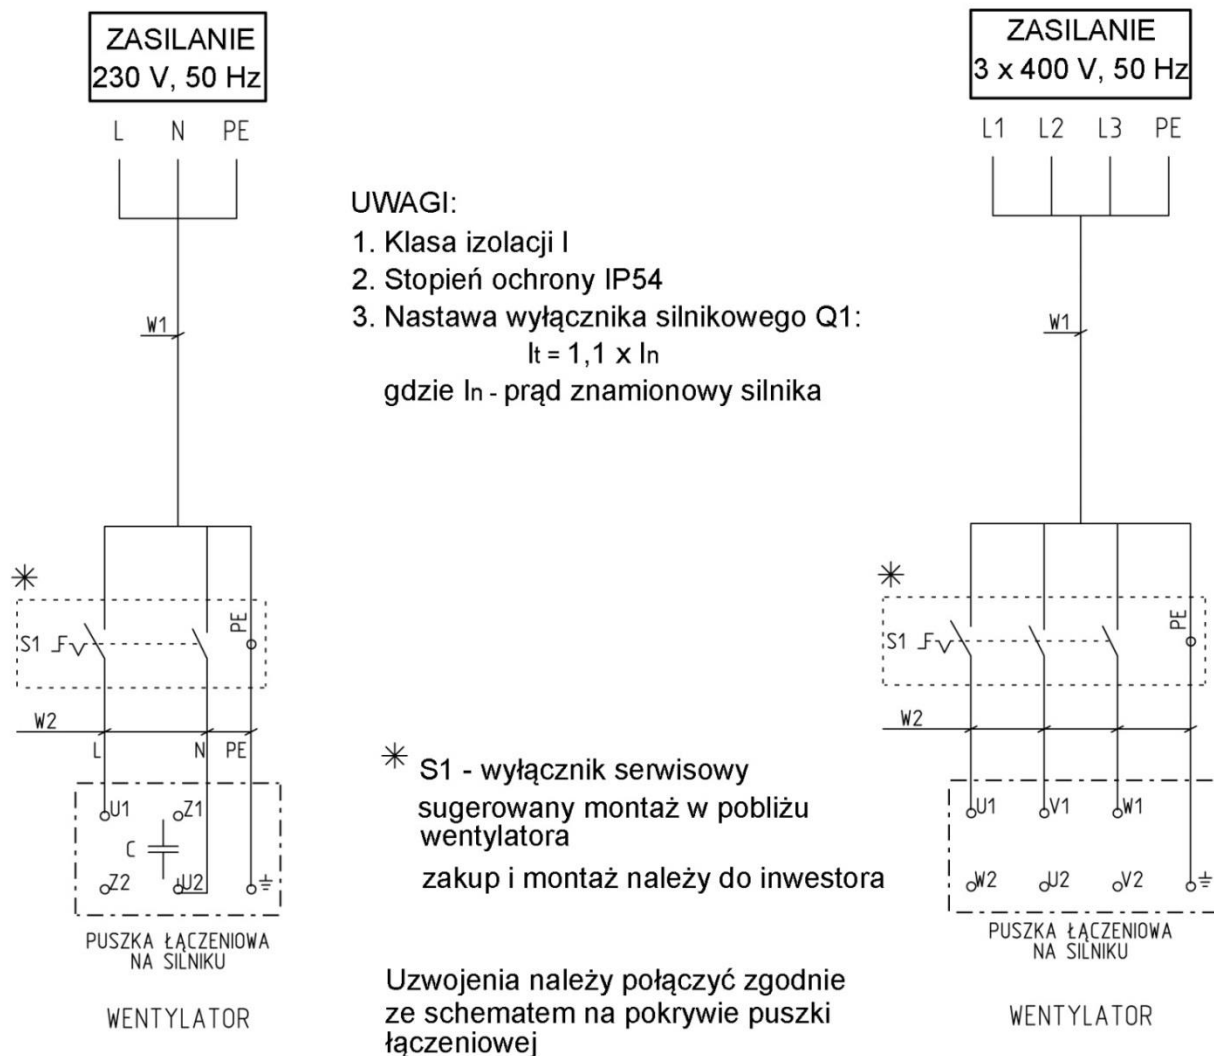 ZASILANIE
230 V, 50 Hz
L N PE
W1
S1
PE
W2
L N PE
U1 Z1
C
Z2 U2
PUSZKA ŁĄCZENIOWA
NA SILNIKU
WENTYLATOR
UWAGI:
1. Klasa izolacji I
2. Stopień ochrony IP54
3. Nastawa wyłącznika silnikowego Q1:
It = 1,1 x In
gdzie In - prąd znamionowy silnika
* S1 - wyłącznik serwisowy
sugerowany montaż w pobliżu
wentylatora
zakup i montaż należy do inwestora
Uzwojenia należy połączyć zgodnie
ze schematem na pokrywie puszki
łączeniowej
ZASILANIE
3 x 400 V, 50 Hz
L1 L2 L3 PE
W1
S1
PE
W2
U1 V1 W1
W2 U2 V2
PUSZKA ŁĄCZENIOWA
NA SILNIKU
WENTYLATOR